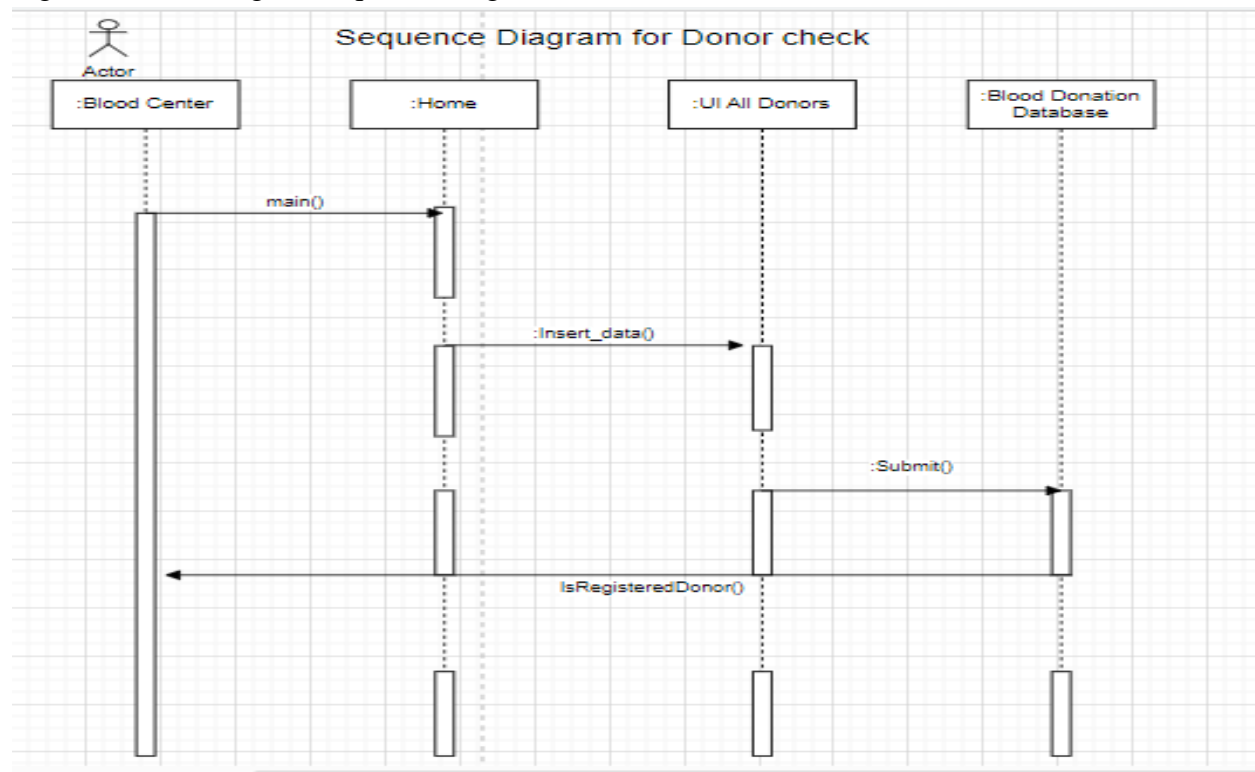 Sequence Diagram for Donor check
Actor
:Blood Center
:Home
:UI All Donors
:Blood Donation
Database
main()
:Insert_data()
:Submit()
IsRegisteredDonor()